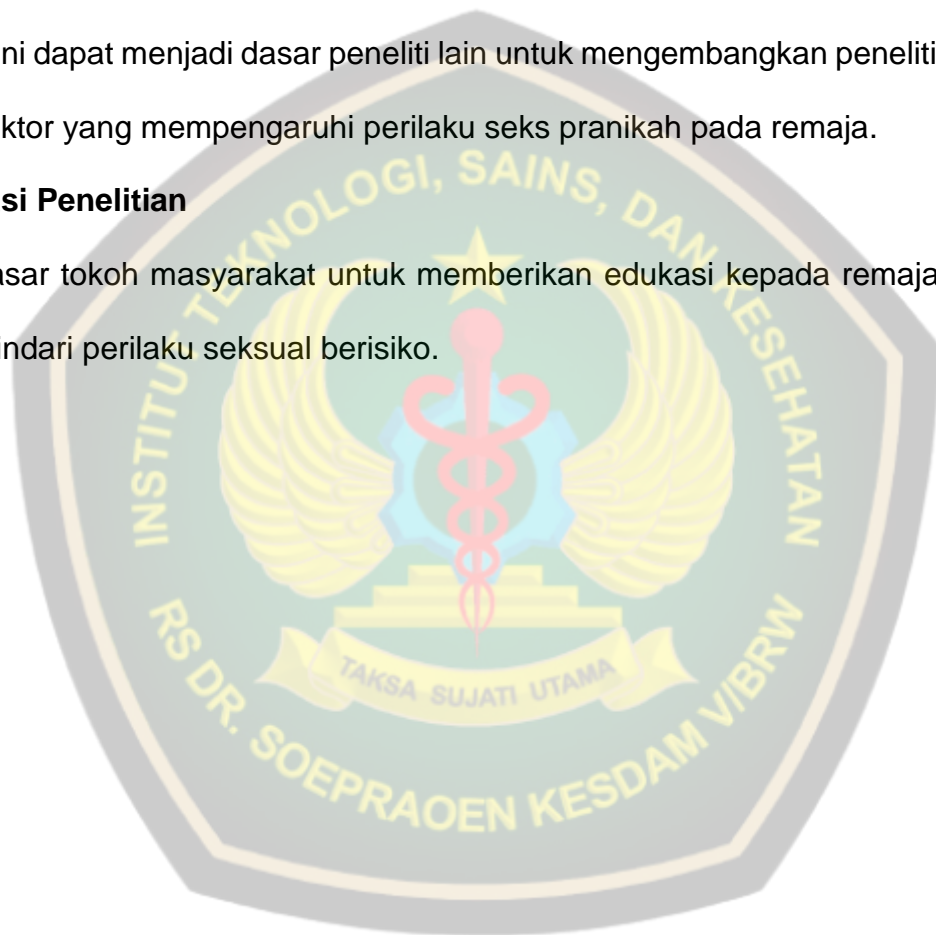 ni dapat menjadi dasar peneliti lain untuk mengembangkan peneliti
ktor yang mempengaruhi perilaku seks pranikah pada remaja.
si Penelitian
asar tokoh masyarakat untuk memberikan edukasi kepada remaja
indari perilaku seksual berisiko.
INSTITUT TEKNOLOGI, SAINS, DAN KESEHATAN
TAKSA SUJATI UTAMA
RS DR. SOEPRAOEN KESDAM V/BRW